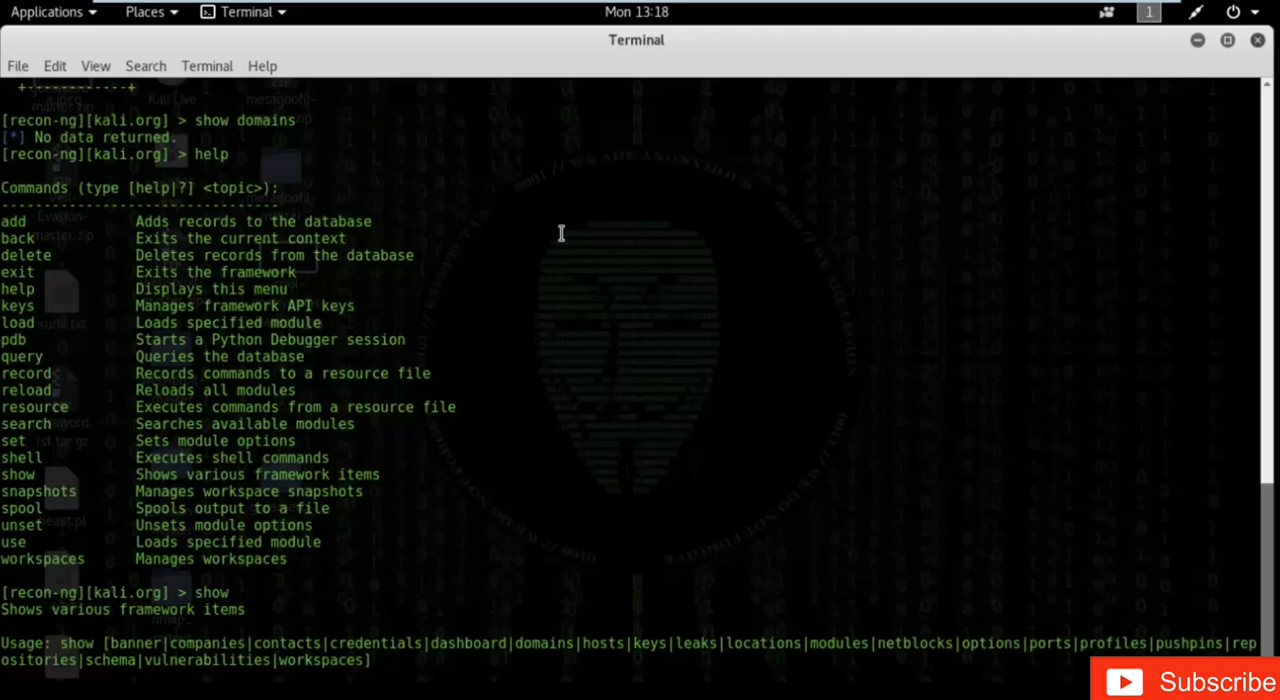 Applications Places Terminal Mon 13:18 1
Terminal
File Edit View Search Terminal Help
+-----------+
[recon-ng][kali.org] > show domains
[*] No data returned.
[recon-ng][kali.org] > help
Commands (type [help|?] <topic>):
---------------------------------
add Adds records to the database
back Exits the current context
delete Deletes records from the database
exit Exits the framework
help Displays this menu
keys Manages framework API keys
load Loads specified module
pdb Starts a Python Debugger session
query Queries the database
record Records commands to a resource file
reload Reloads all modules
resource Executes commands from a resource file
search Searches available modules
set Sets module options
shell Executes shell commands
show Shows various framework items
snapshots Manages workspace snapshots
spool Spools output to a file
unset Unsets module options
use Loads specified module
workspaces Manages workspaces
[recon-ng][kali.org] > show
Shows various framework items
Usage: show [banner|companies|contacts|credentials|dashboard|domains|hosts|keys|leaks|locations|modules|netblocks|options|ports|profiles|pushpins|rep
ositories|schema|vulnerabilities|workspaces]
Subscribe